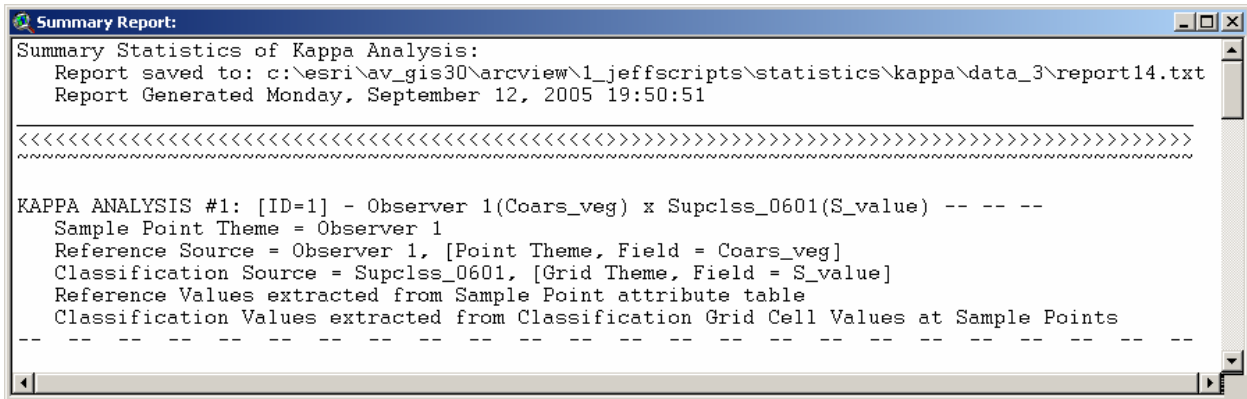 Summary Report:
Summary Statistics of Kappa Analysis:
Report saved to: c:\esri\av_gis30\arcview\1_jeffscripts\statistics\kappa\data_3\report14.txt
Report Generated Monday, September 12, 2005 19:50:51
<<<<<<<<<<<<<<<<<<<<<<<<<<<<<<<<<<<<<<<<<<<<<<<>>>>>>>>>>>>>>>>>>>>>>>>>>>>>>>>>>>>>>>>>>>>>>>
~~~~~~~~~~~~~~~~~~~~~~~~~~~~~~~~~~~~~~~~~~~~~~~~~~~~~~~~~~~~~~~~~~~~~~~~~~~~~~~~~~~~~~~~~~~~~~
KAPPA ANALYSIS #1: [ID=1] - Observer 1(Coars_veg) x Supclss_0601(S_value) -- -- --
Sample Point Theme = Observer 1
Reference Source = Observer 1, [Point Theme, Field = Coars_veg]
Classification Source = Supclss_0601, [Grid Theme, Field = S_value]
Reference Values extracted from Sample Point attribute table
Classification Values extracted from Classification Grid Cell Values at Sample Points
-- -- -- -- -- -- -- -- -- -- -- -- -- -- -- -- -- -- -- -- -- -- -- --